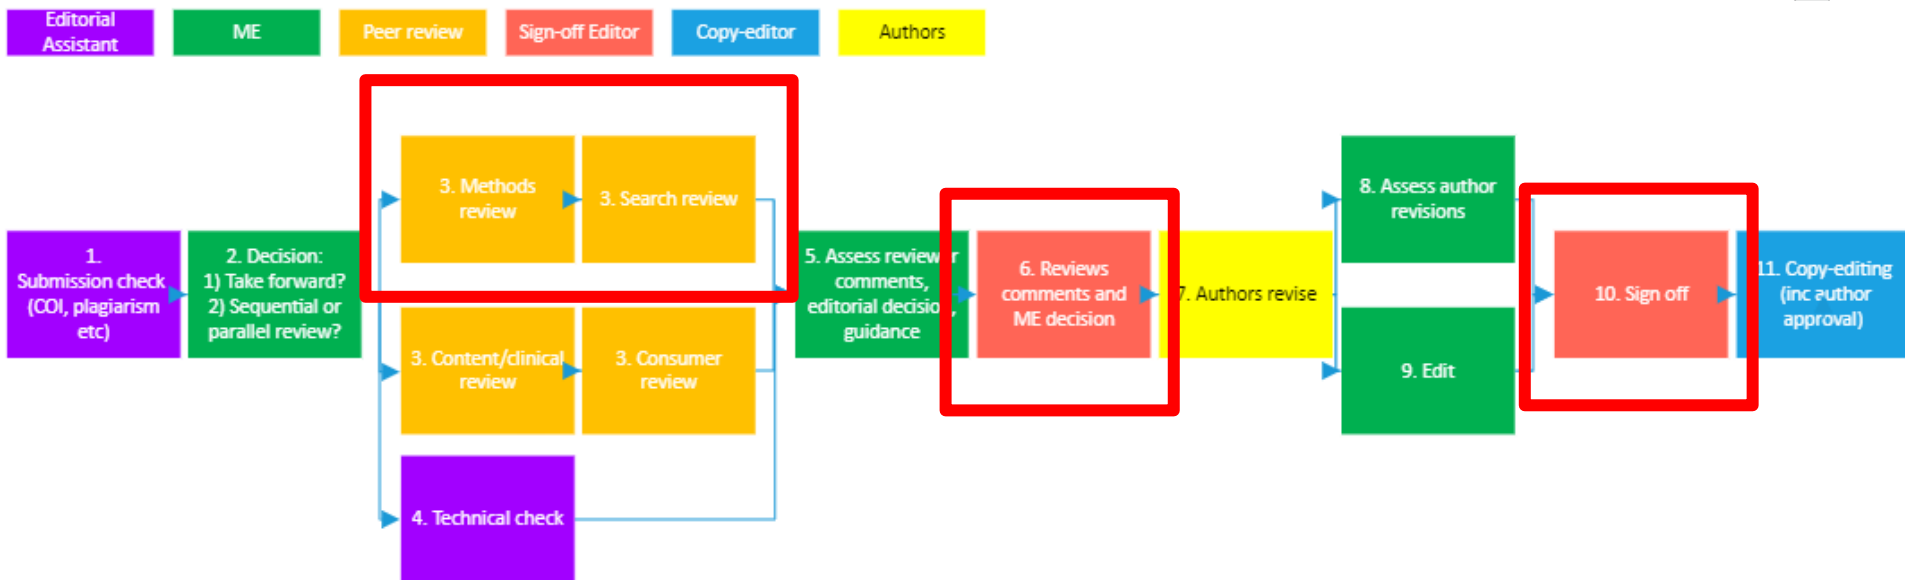 Editorial
Assistant
ME
Peer review
Sign-off Editor
Copy-editor
Authors
1.
Submission check
(COI, plagiarism
etc)
2. Decision:
1) Take forward?
2) Sequential or
parallel review?
3. Methods
review
3. Search review
3. Content/clinical
review
3. Consumer
review
4. Technical check
5. Assess reviewer
comments,
editorial decision,
guidance
6. Reviews
comments and
ME decision
7. Authors revise
8. Assess author
revisions
9. Edit
10. Sign off
11. Copy-editing
(inc author
approval)